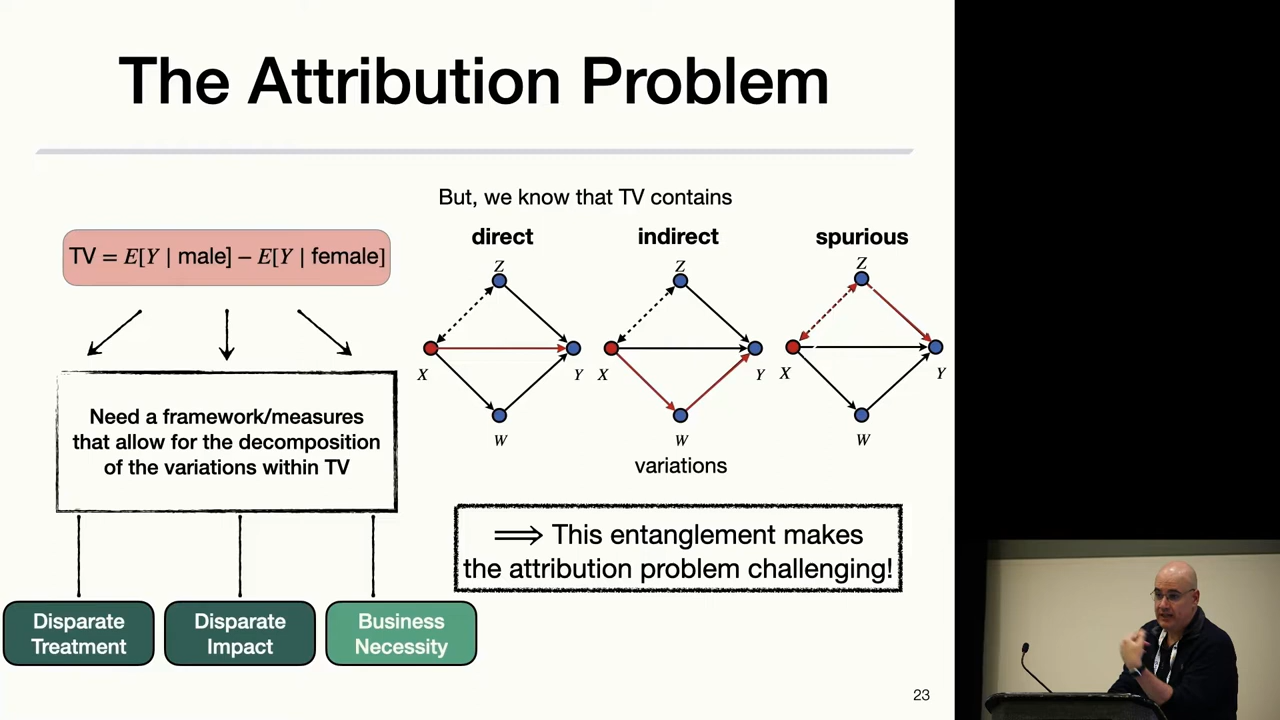 The Attribution Problem
TV = E[Y | male] − E[Y | female]
Need a framework/measures
that allow for the decomposition
of the variations within TV
Disparate
Treatment
Disparate
Impact
Business
Necessity
But, we know that TV contains
direct
indirect
spurious
Z
X
Y
W
Z
X
Y
W
Z
X
Y
W
variations
⟹ This entanglement makes
the attribution problem challenging!
23